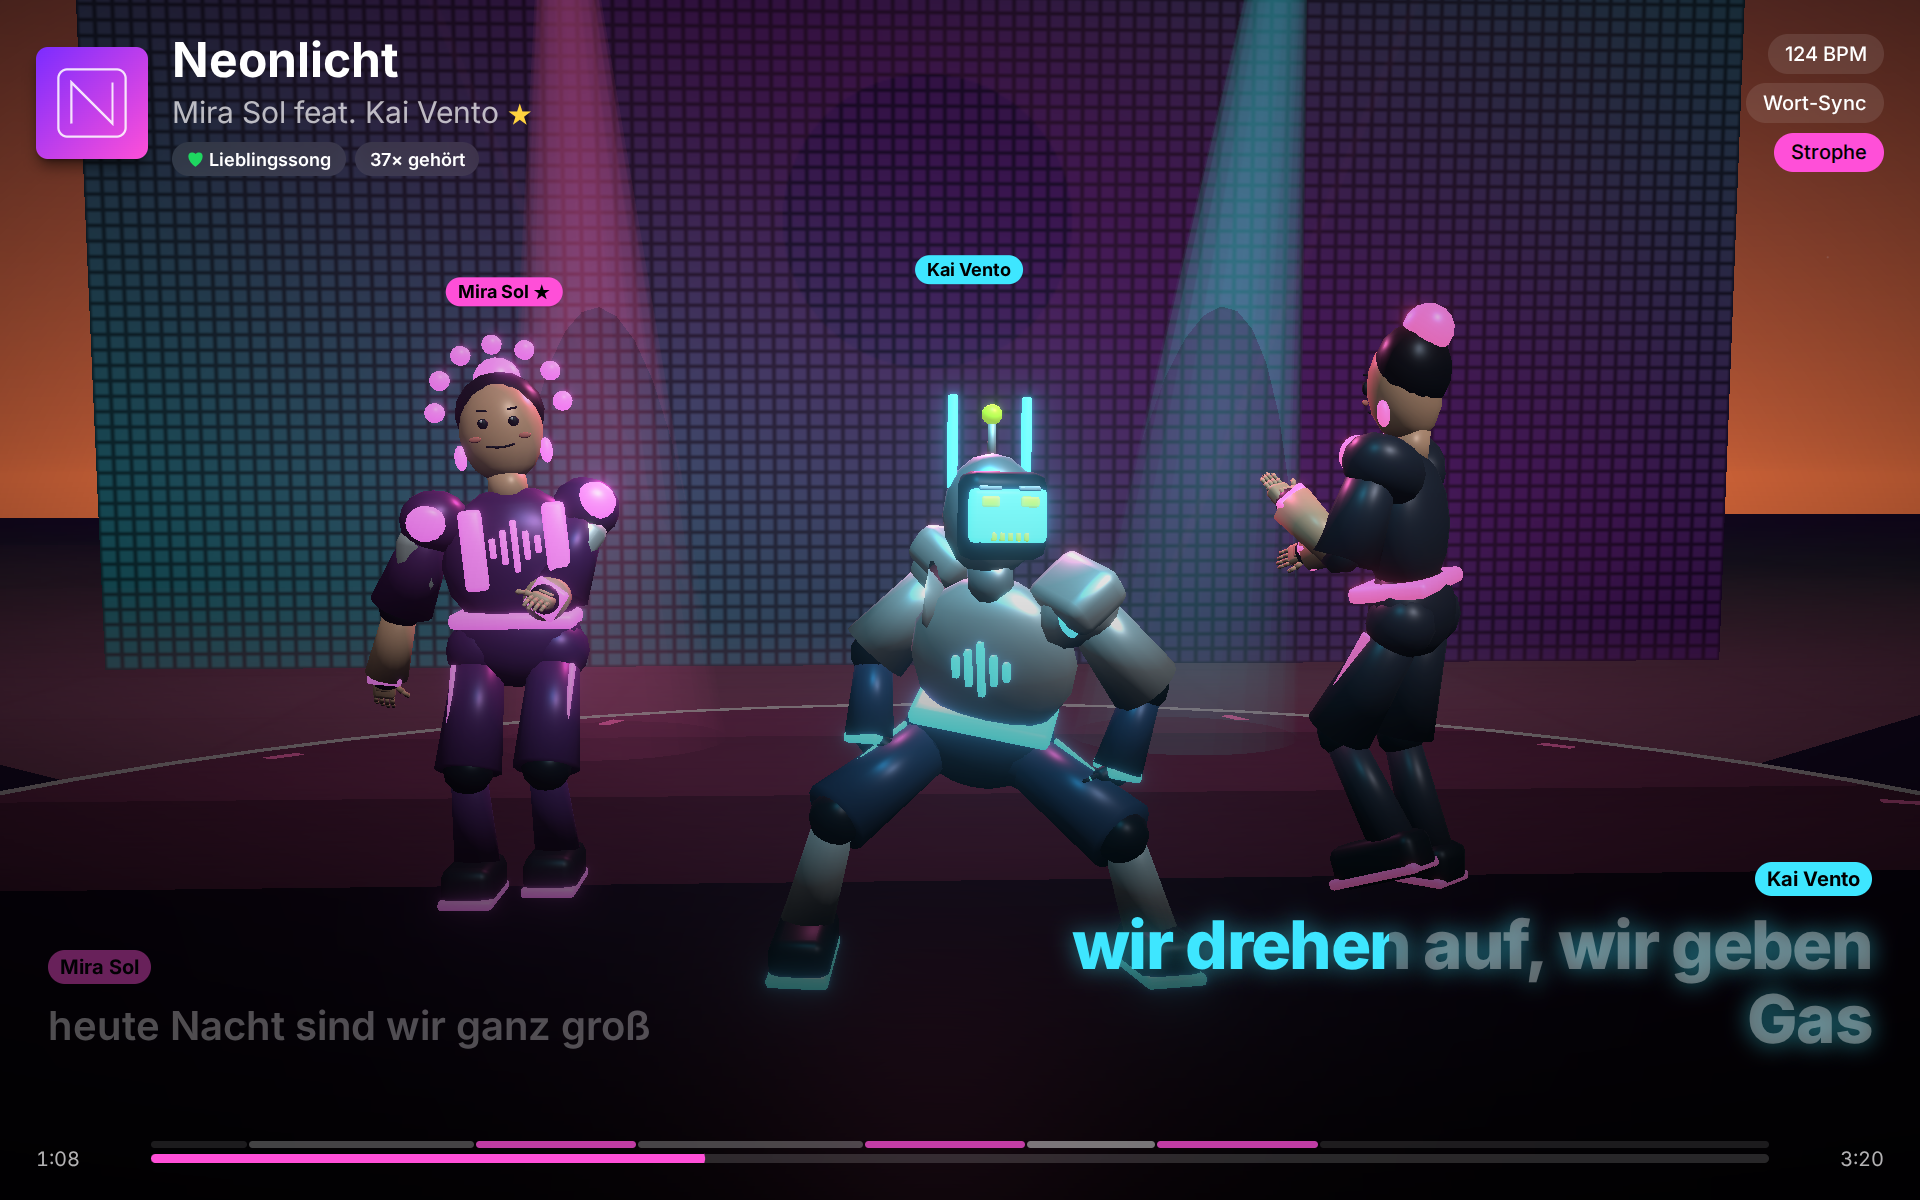 N
Neonlicht
Mira Sol feat. Kai Vento ★
Lieblingssong
37× gehört
124 BPM
Wort-Sync
Strophe
Mira Sol ★
Kai Vento
Kai Vento
wir drehen auf, wir geben
Gas
Mira Sol
heute Nacht sind wir ganz groß
1:08
3:20